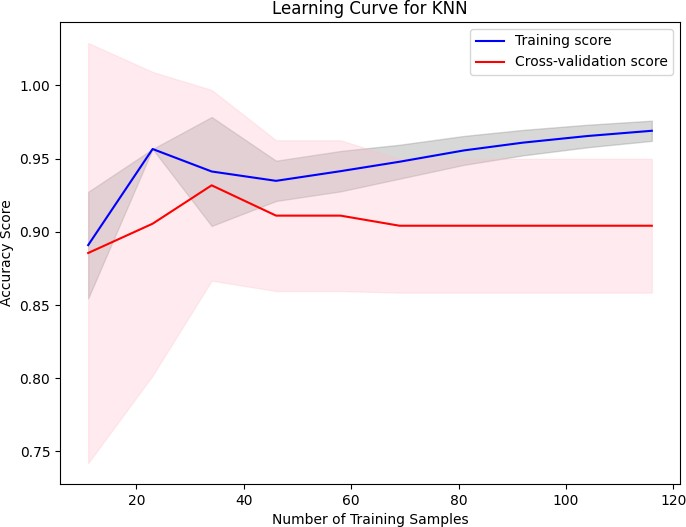 Learning Curve for KNN
Training score
Cross-validation score
1.00
0.95
0.90
0.85
0.80
0.75
Accuracy Score
20
40
60
80
100
120
Number of Training Samples